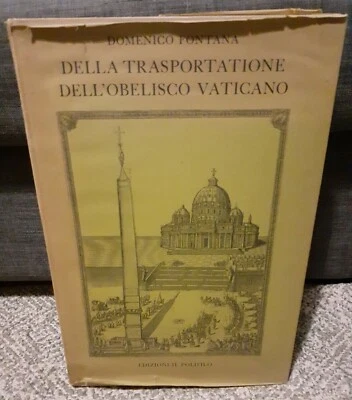 DOMENICO FONTANA
DELLA TRASPORTATIONE
DELL'OBELISCO VATICANO
EDIZIONI IL POLIFILO